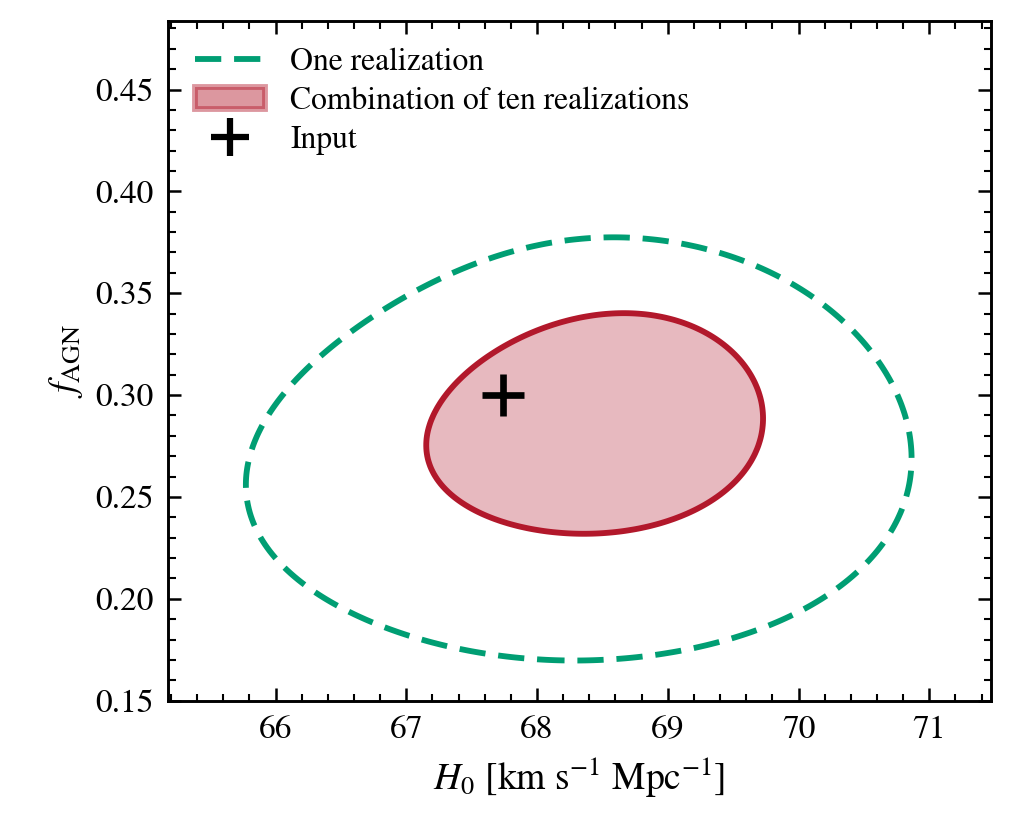 One realization
Combination of ten realizations
Input
0.45
0.40
0.35
0.30
0.25
0.20
0.15
f_AGN
66 67 68 69 70 71
H₀ [km s⁻¹ Mpc⁻¹]